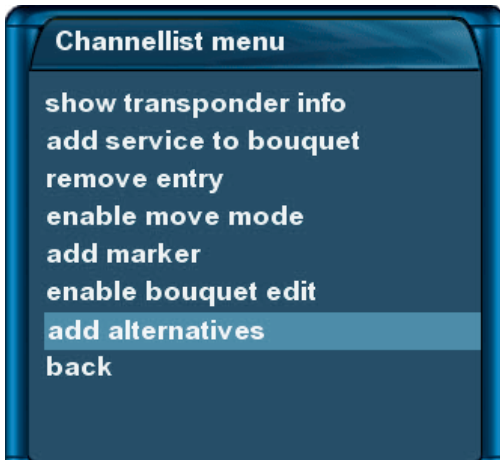 Channellist menu
show transponder info
add service to bouquet
remove entry
enable move mode
add marker
enable bouquet edit
add alternatives
back